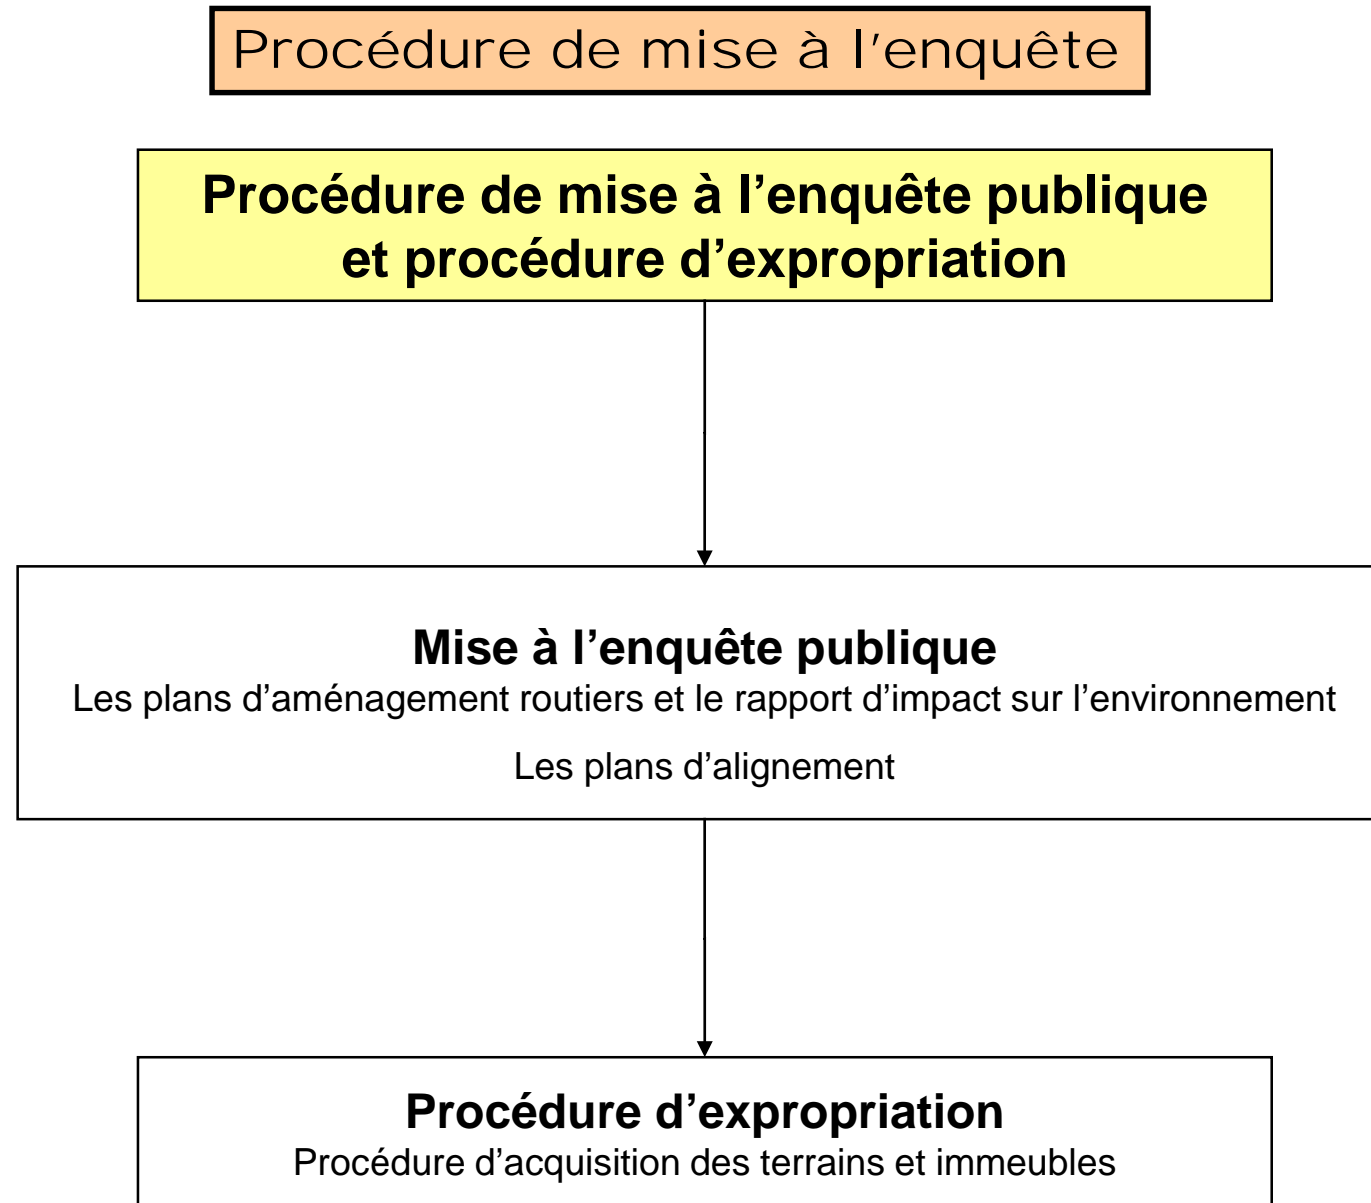 Procédure de mise à l’enquête
Procédure de mise à l’enquête publique
et procédure d’expropriation
Mise à l’enquête publique
Les plans d’aménagement routiers et le rapport d’impact sur l’environnement
Les plans d’alignement
Procédure d’expropriation
Procédure d’acquisition des terrains et immeubles